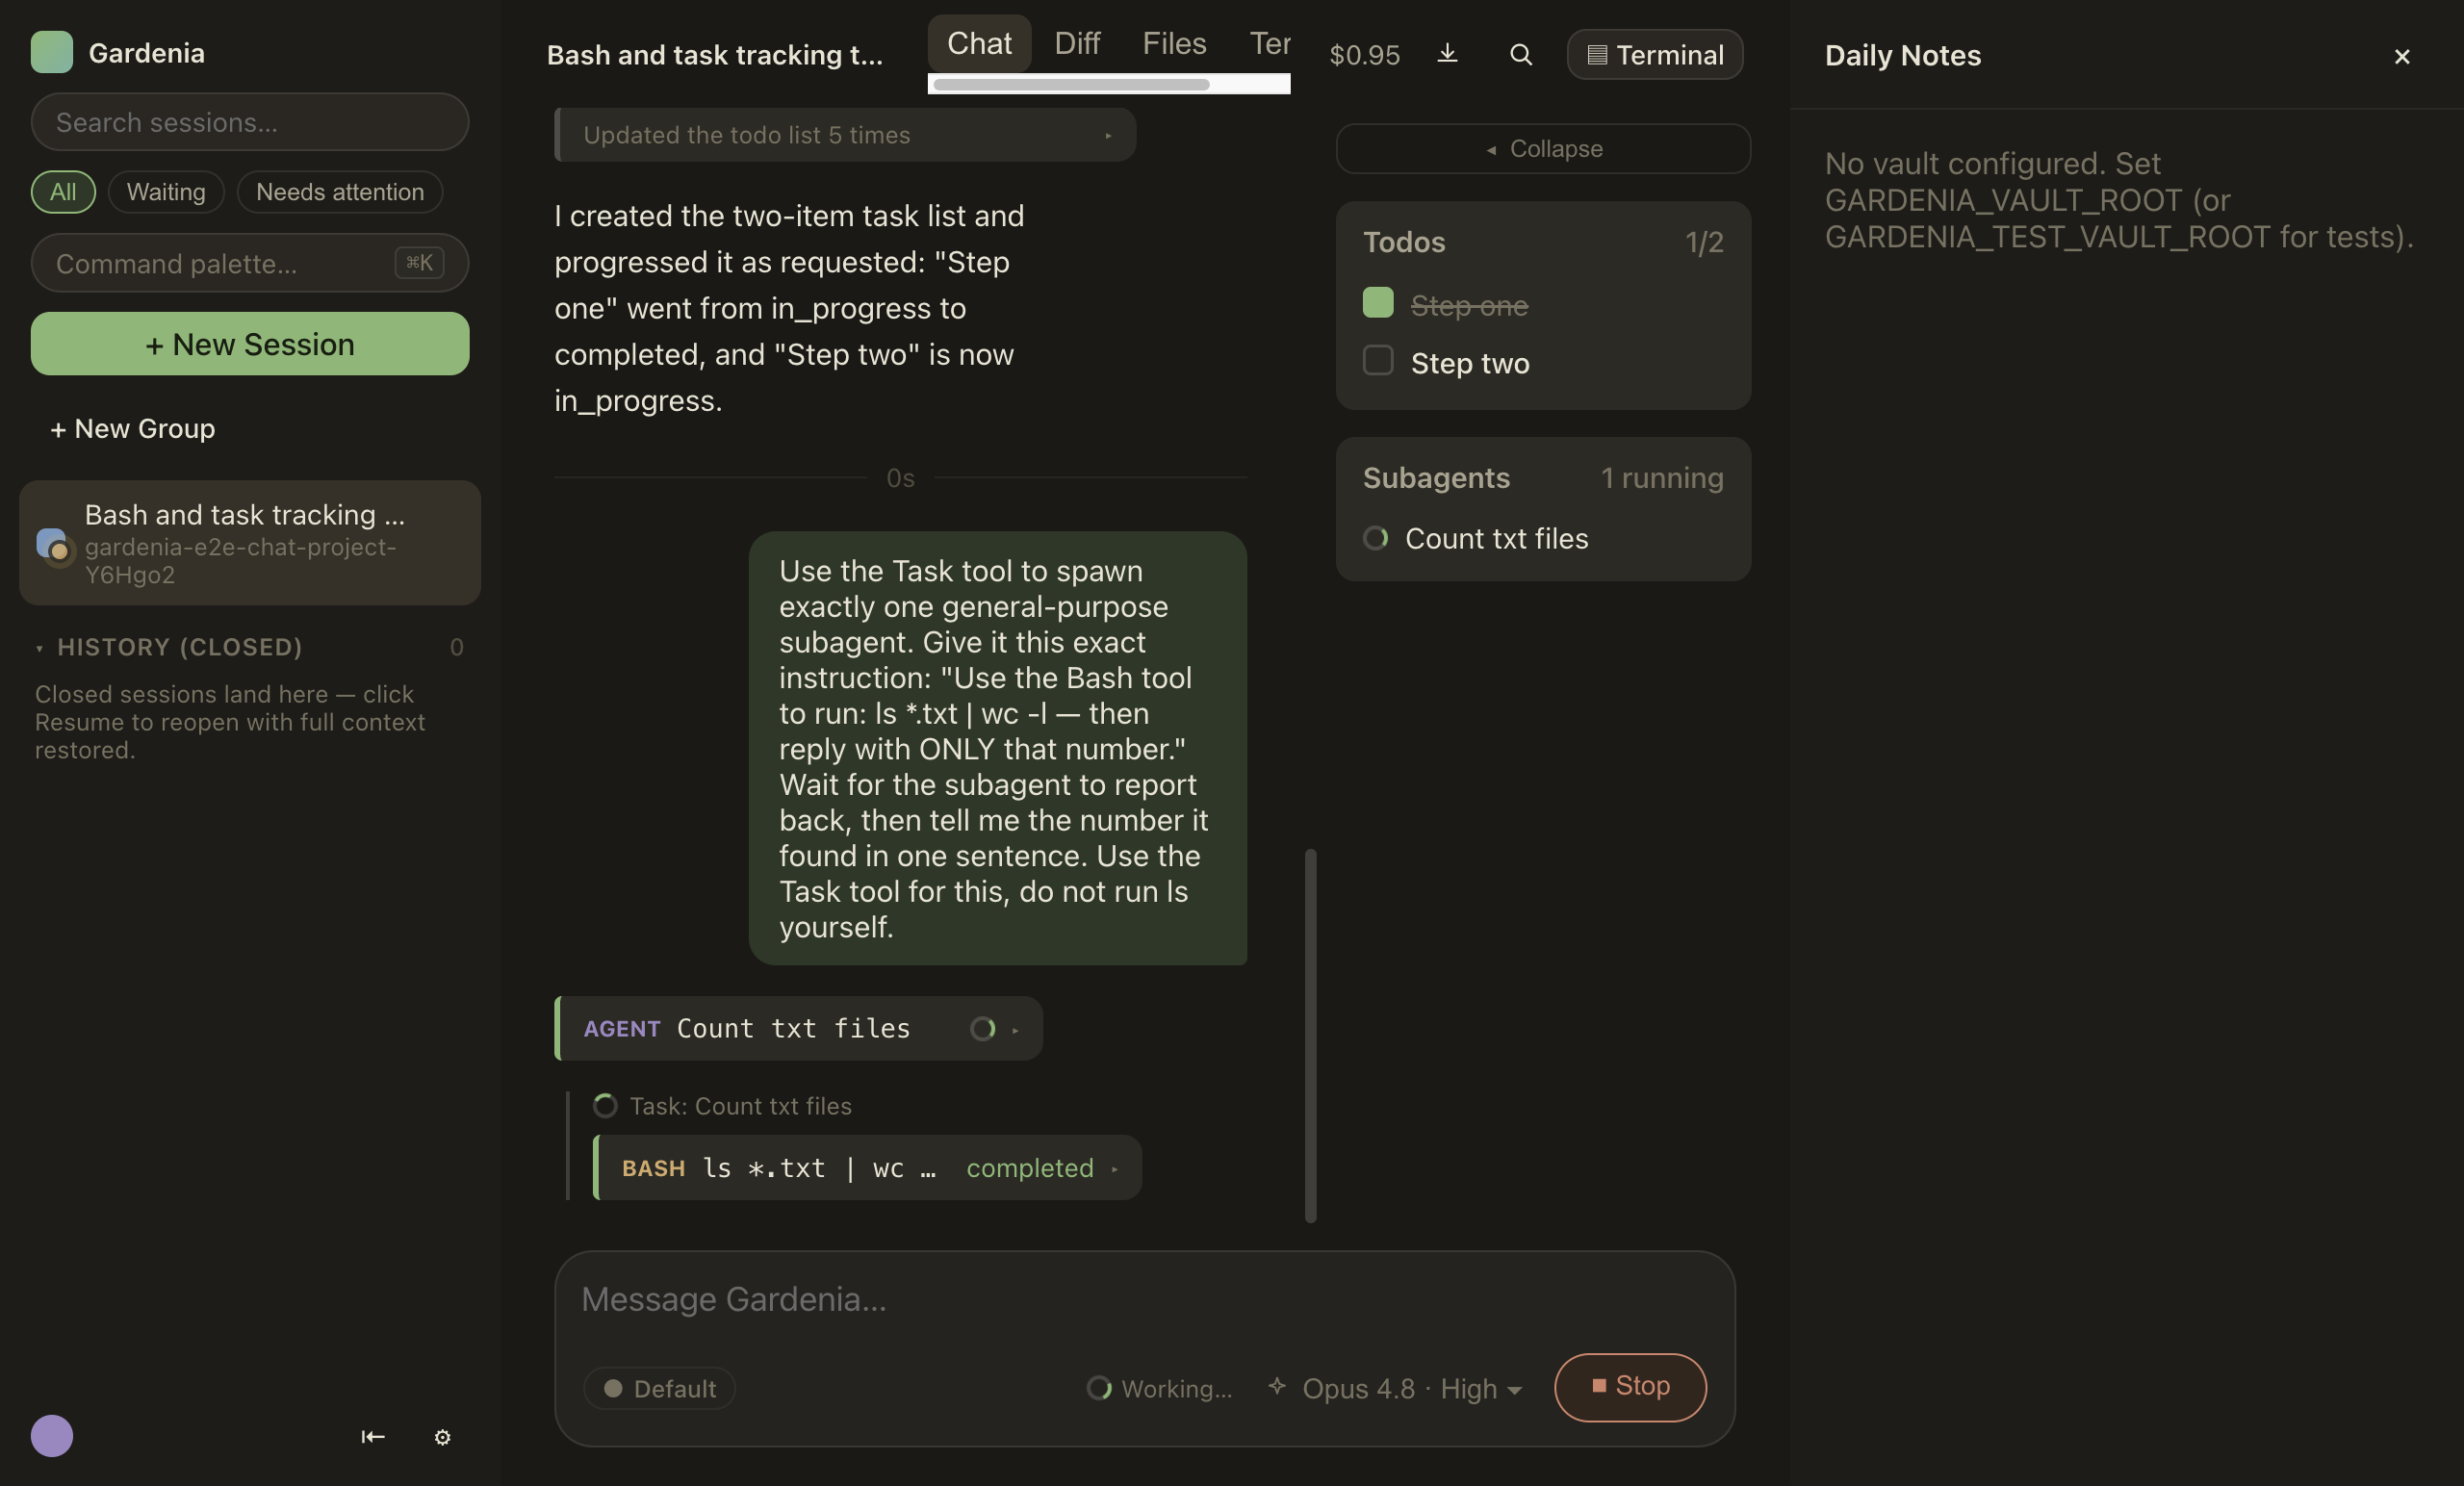 Gardenia
Search sessions...
All
Waiting
Needs attention
Command palette...
⌘K
+ New Session
+ New Group
Bash and task tracking ...
gardenia-e2e-chat-project-
Y6Hgo2
HISTORY (CLOSED)
0
Closed sessions land here — click
Resume to reopen with full context
restored.
Bash and task tracking t...
Chat
Diff
Files
Ter
$0.95
Terminal
Updated the todo list 5 times
I created the two-item task list and
progressed it as requested: "Step
one" went from in_progress to
completed, and "Step two" is now
in_progress.
0s
Use the Task tool to spawn
exactly one general-purpose
subagent. Give it this exact
instruction: "Use the Bash tool
to run: ls *.txt | wc -l — then
reply with ONLY that number."
Wait for the subagent to report
back, then tell me the number it
found in one sentence. Use the
Task tool for this, do not run ls
yourself.
AGENT Count txt files
Task: Count txt files
BASH ls *.txt | wc … completed
Message Gardenia...
Default
Working...
Opus 4.8 · High
Stop
Collapse
Todos
1/2
Step one
Step two
Subagents
1 running
Count txt files
Daily Notes
No vault configured. Set
GARDENIA_VAULT_ROOT (or
GARDENIA_TEST_VAULT_ROOT for tests).